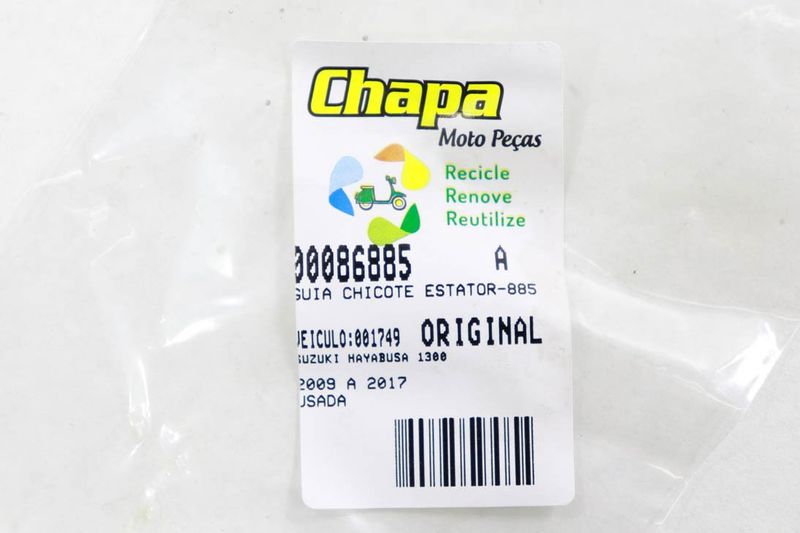 Chapa
Moto Peças
Recicle
Renove
Reutilize
00086885 A
GUIA CHICOTE ESTATOR-885
VEICULO:001749 ORIGINAL
SUZUKI HAYABUSA 1300
2009 A 2017
USADA